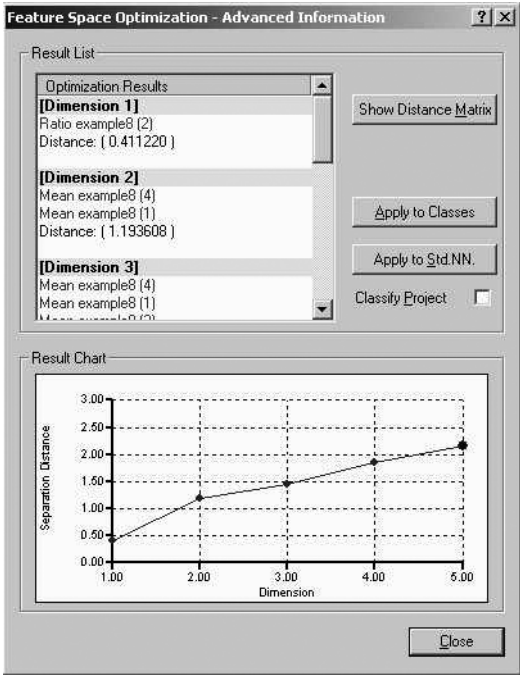 Feature Space Optimization - Advanced Information
Result List
Optimization Results
[Dimension 1]
Ratio example8 (2)
Distance: ( 0.411220 )
[Dimension 2]
Mean example8 (4)
Mean example8 (1)
Distance: ( 1.193608 )
[Dimension 3]
Mean example8 (4)
Mean example8 (1)
Show Distance Matrix
Apply to Classes
Apply to Std.NN.
Classify Project
Result Chart
Separation Distance
3.00
2.50
2.00
1.50
1.00
0.50
0.00
1.00 2.00 3.00 4.00 5.00
Dimension
Close